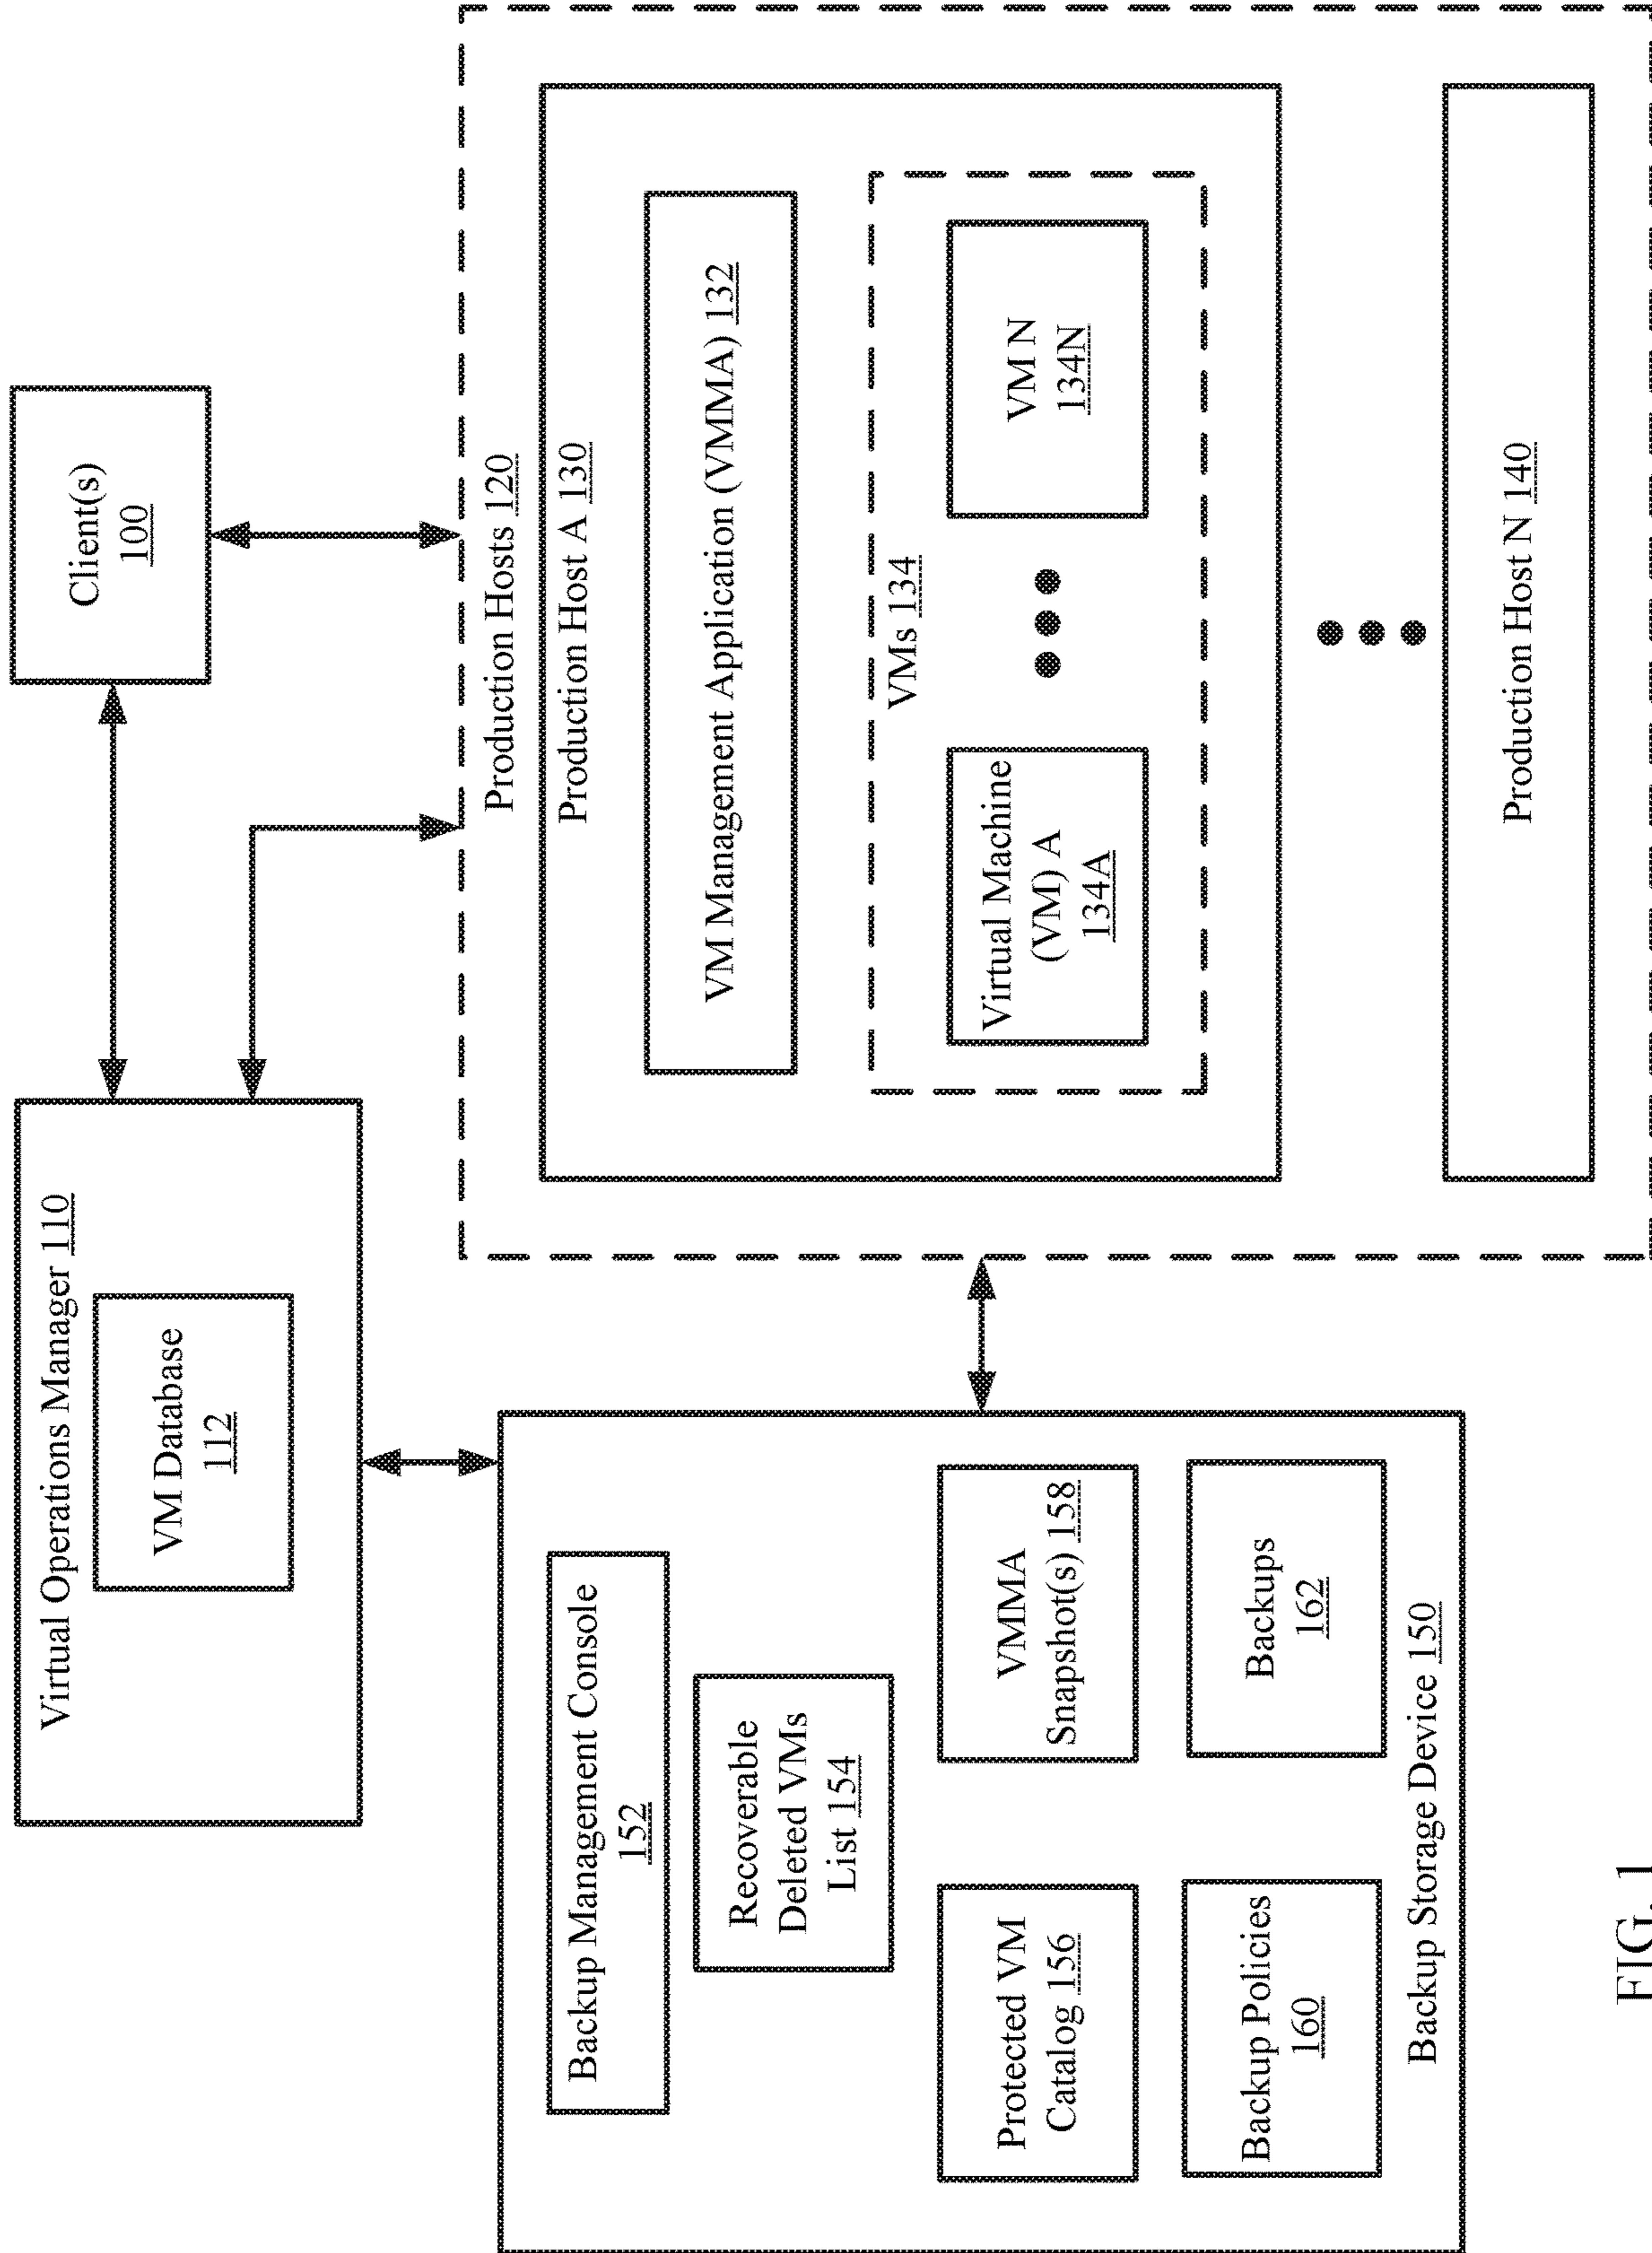 Virtual Operations Manager 110
VM Database
112
Client(s)
100
Backup Management Console
152
Recoverable
Deleted VMs
List 154
Protected VM
Catalog 156
VMMA
Snapshot(s) 158
Backup Policies
160
Backups
162
Backup Storage Device 150
Production Hosts 120
Production Host A 130
VM Management Application (VMMA) 132
VMs 134
Virtual Machine
(VM) A
134A
VM N
134N
Production Host N 140
FIG. 1